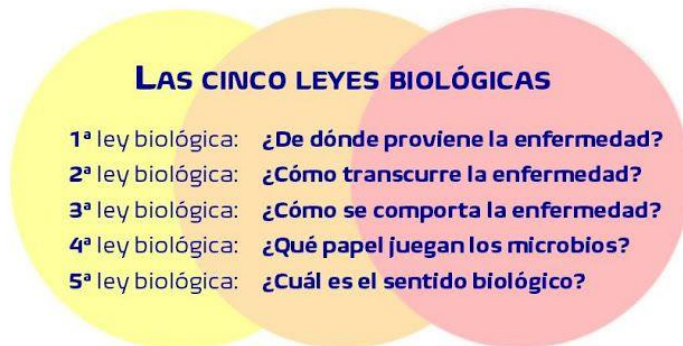 LAS CINCO LEYES BIOLÓGICAS
1ª ley biológica: ¿De dónde proviene la enfermedad?
2ª ley biológica: ¿Cómo transcurre la enfermedad?
3ª ley biológica: ¿Cómo se comporta la enfermedad?
4ª ley biológica: ¿Qué papel juegan los microbios?
5ª ley biológica: ¿Cuál es el sentido biológico?